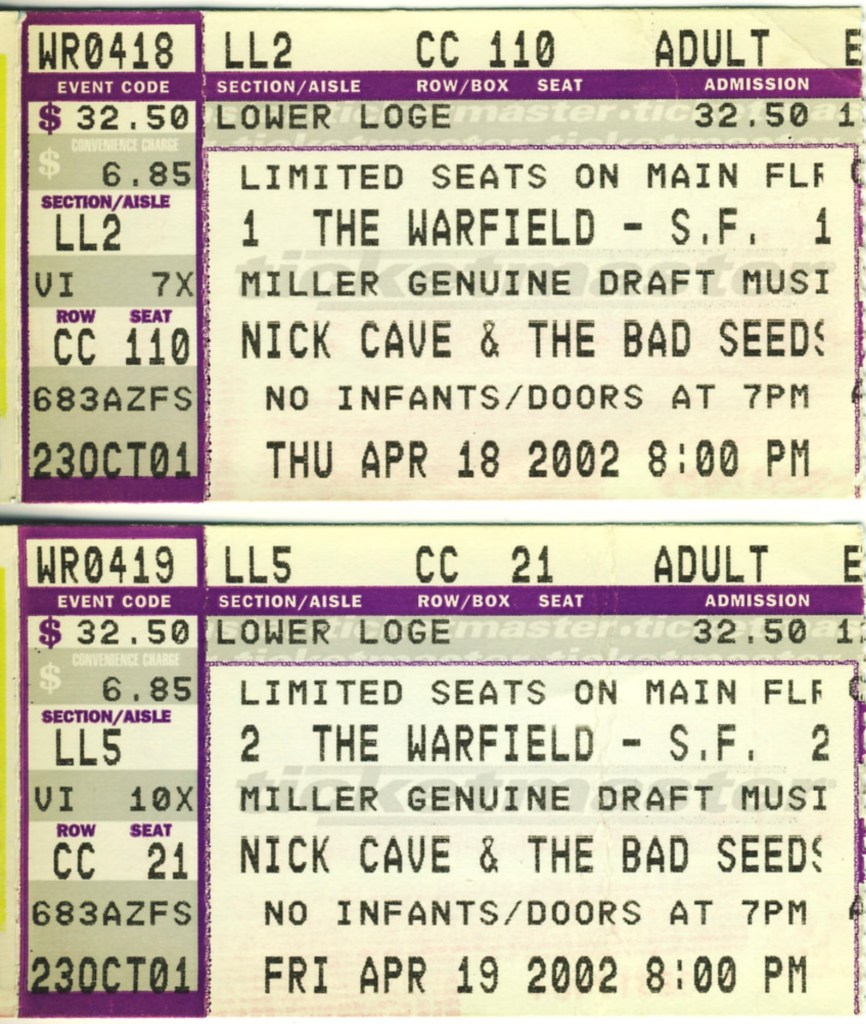 WR0418 LL2 CC 110 ADULT E
EVENT CODE SECTION/AISLE ROW/BOX SEAT ADMISSION
$ 32.50 LOWER LOGE 32.50 1
CONVENIENCE CHARGE
$ 6.85 LIMITED SEATS ON MAIN FLR
SECTION/AISLE
LL2 1 THE WARFIELD - S.F. 1
ticketmaster
VI 7X MILLER GENUINE DRAFT MUSI
ROW SEAT
CC 110 NICK CAVE & THE BAD SEEDS
683AZFS NO INFANTS/DOORS AT 7PM
23OCT01 THU APR 18 2002 8:00 PM
WR0419 LL5 CC 21 ADULT E
EVENT CODE SECTION/AISLE ROW/BOX SEAT ADMISSION
$ 32.50 LOWER LOGE 32.50 1
CONVENIENCE CHARGE
$ 6.85 LIMITED SEATS ON MAIN FLR
SECTION/AISLE
LL5 2 THE WARFIELD - S.F. 2
ticketmaster
VI 10X MILLER GENUINE DRAFT MUSI
ROW SEAT
CC 21 NICK CAVE & THE BAD SEEDS
683AZFS NO INFANTS/DOORS AT 7PM
23OCT01 FRI APR 19 2002 8:00 PM